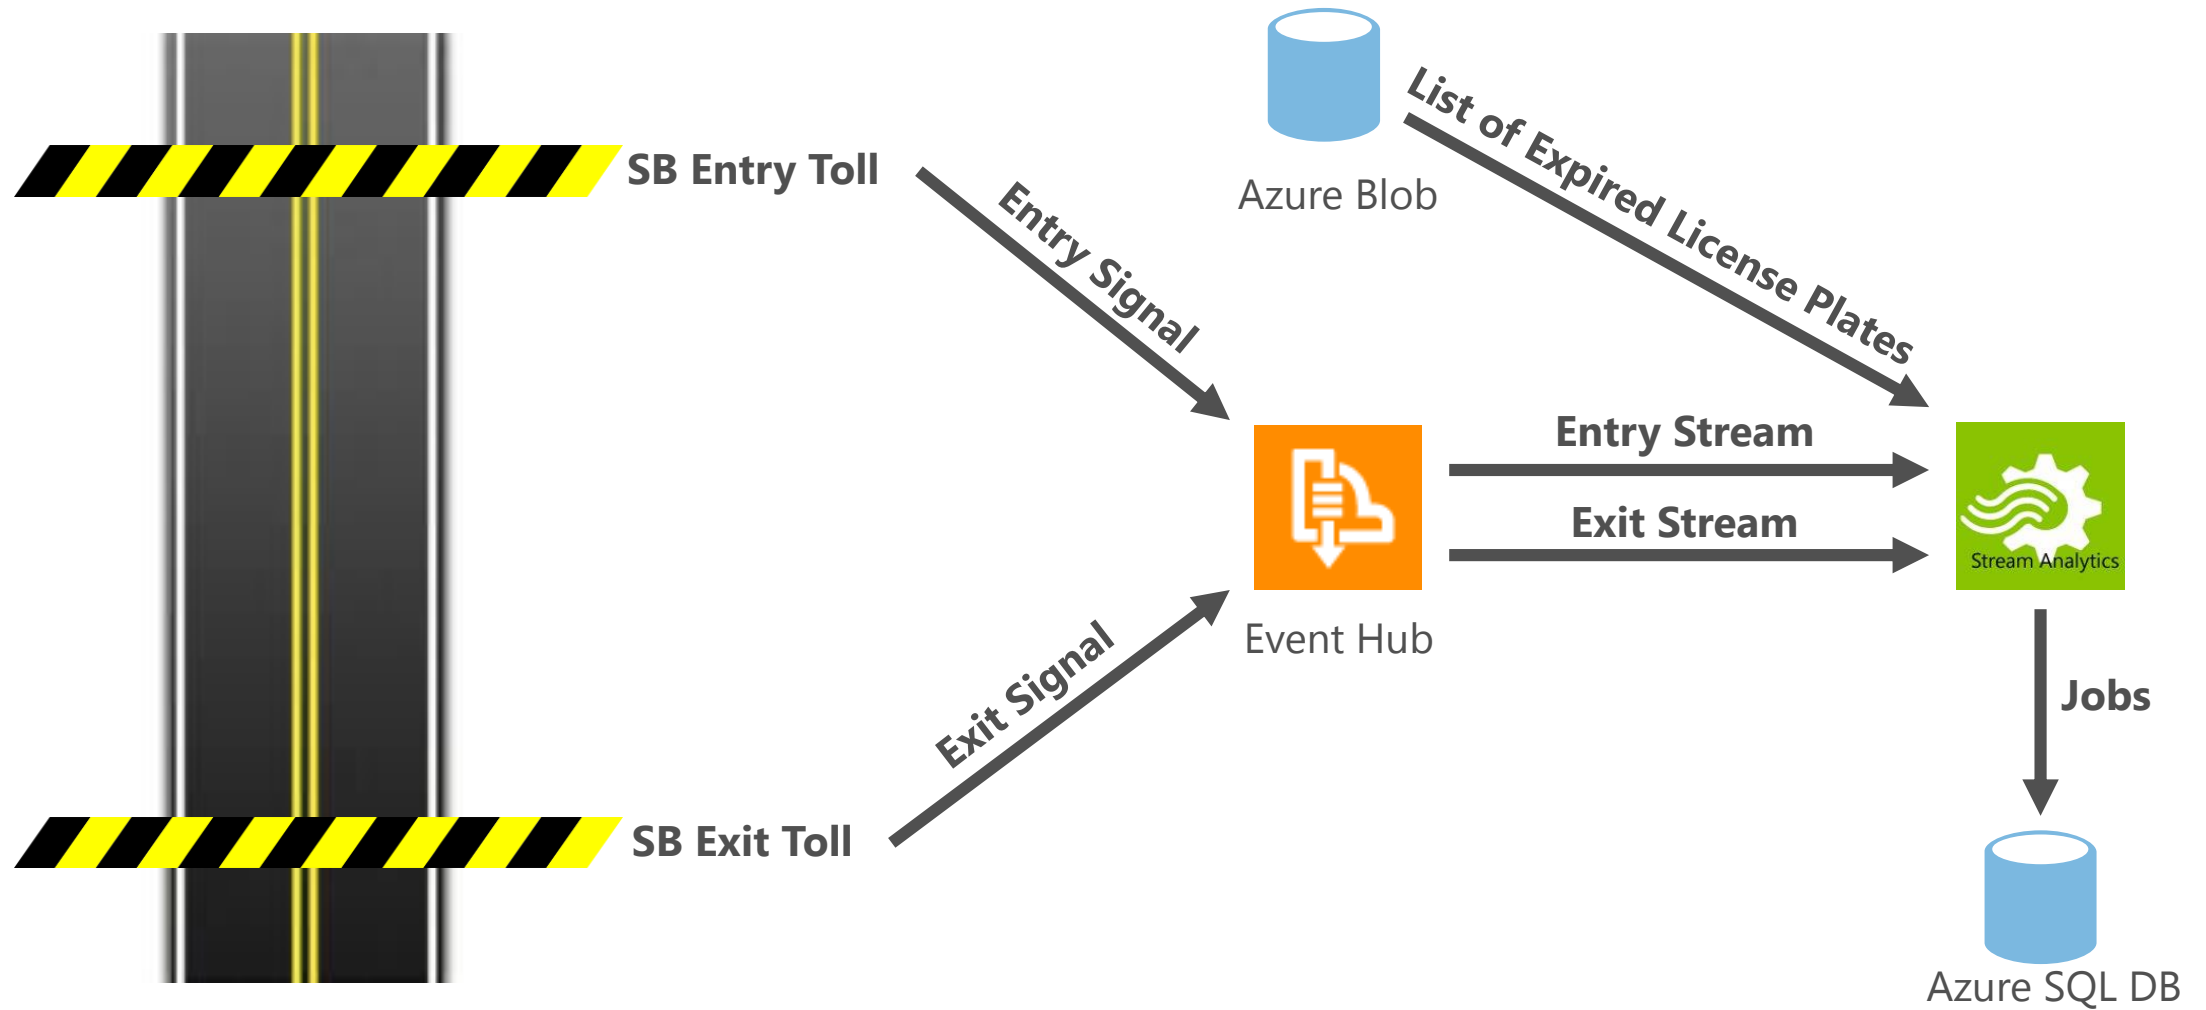 SB Entry Toll
Entry Signal
Azure Blob
List of Expired License Plates
Entry Stream
Exit Stream
Stream Analytics
Event Hub
Exit Signal
Jobs
SB Exit Toll
Azure SQL DB